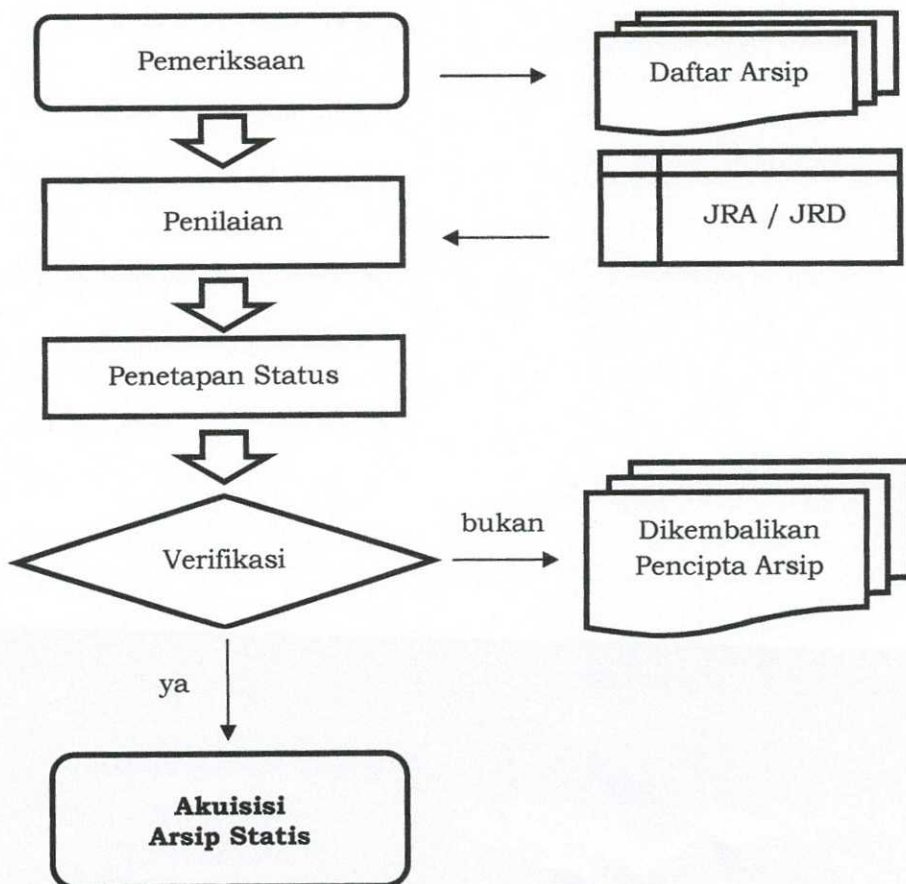 Pemeriksaan
Daftar Arsip
Penilaian
JRA / JRD
Penetapan Status
Verifikasi
bukan
Dikembalikan
Pencipta Arsip
ya
Akuisisi
Arsip Statis